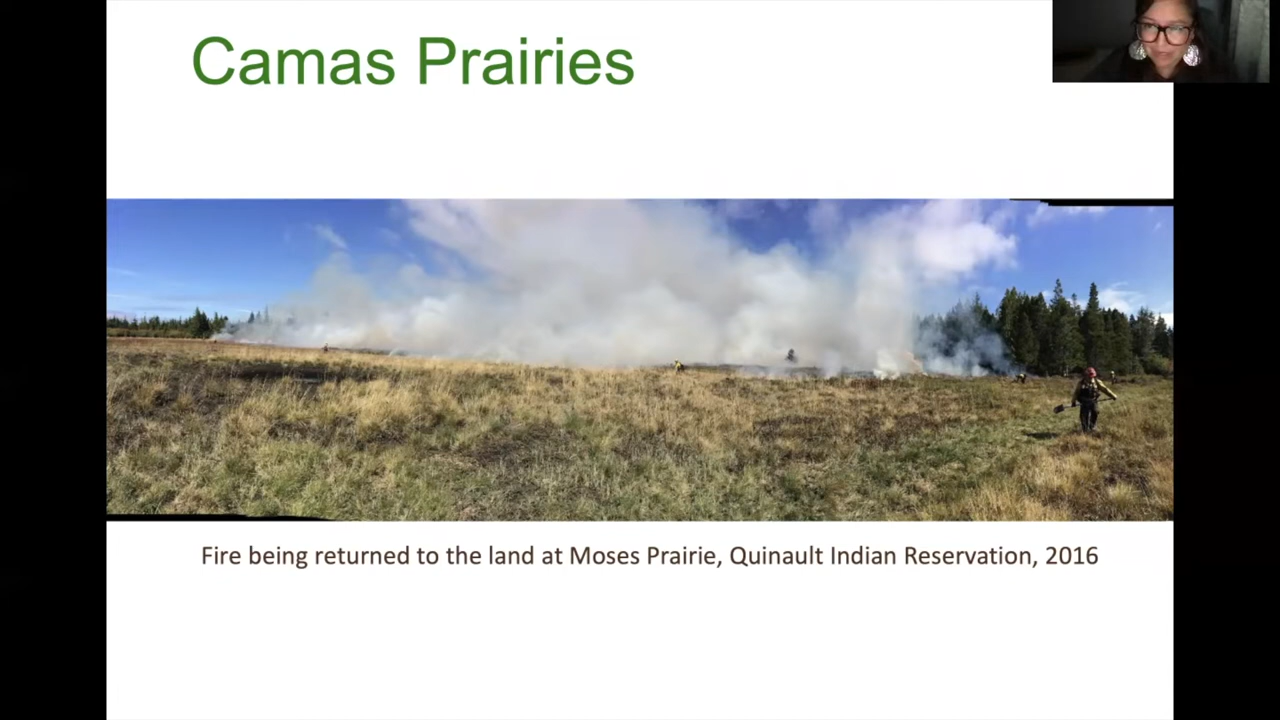 Camas Prairies
Fire being returned to the land at Moses Prairie, Quinault Indian Reservation, 2016